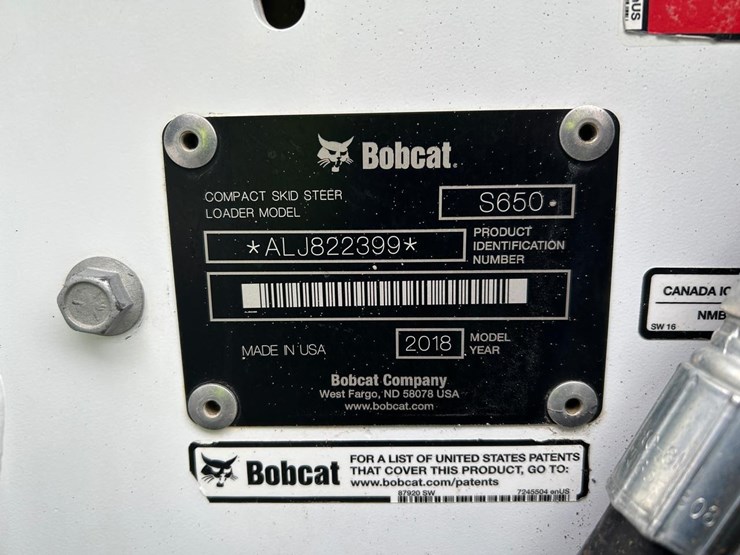 enUS
Bobcat.
COMPACT SKID STEER
LOADER MODEL
S650
*ALJ822399*
PRODUCT
IDENTIFICATION
NUMBER
MADE IN USA
2018
MODEL
YEAR
Bobcat Company
West Fargo, ND 58078 USA
www.bobcat.com
CANADA IC
NMB
SW 16
Bobcat
FOR A LIST OF UNITED STATES PATENTS
THAT COVER THIS PRODUCT, GO TO:
www.bobcat.com/patents
87920 SW
7245504 enUS